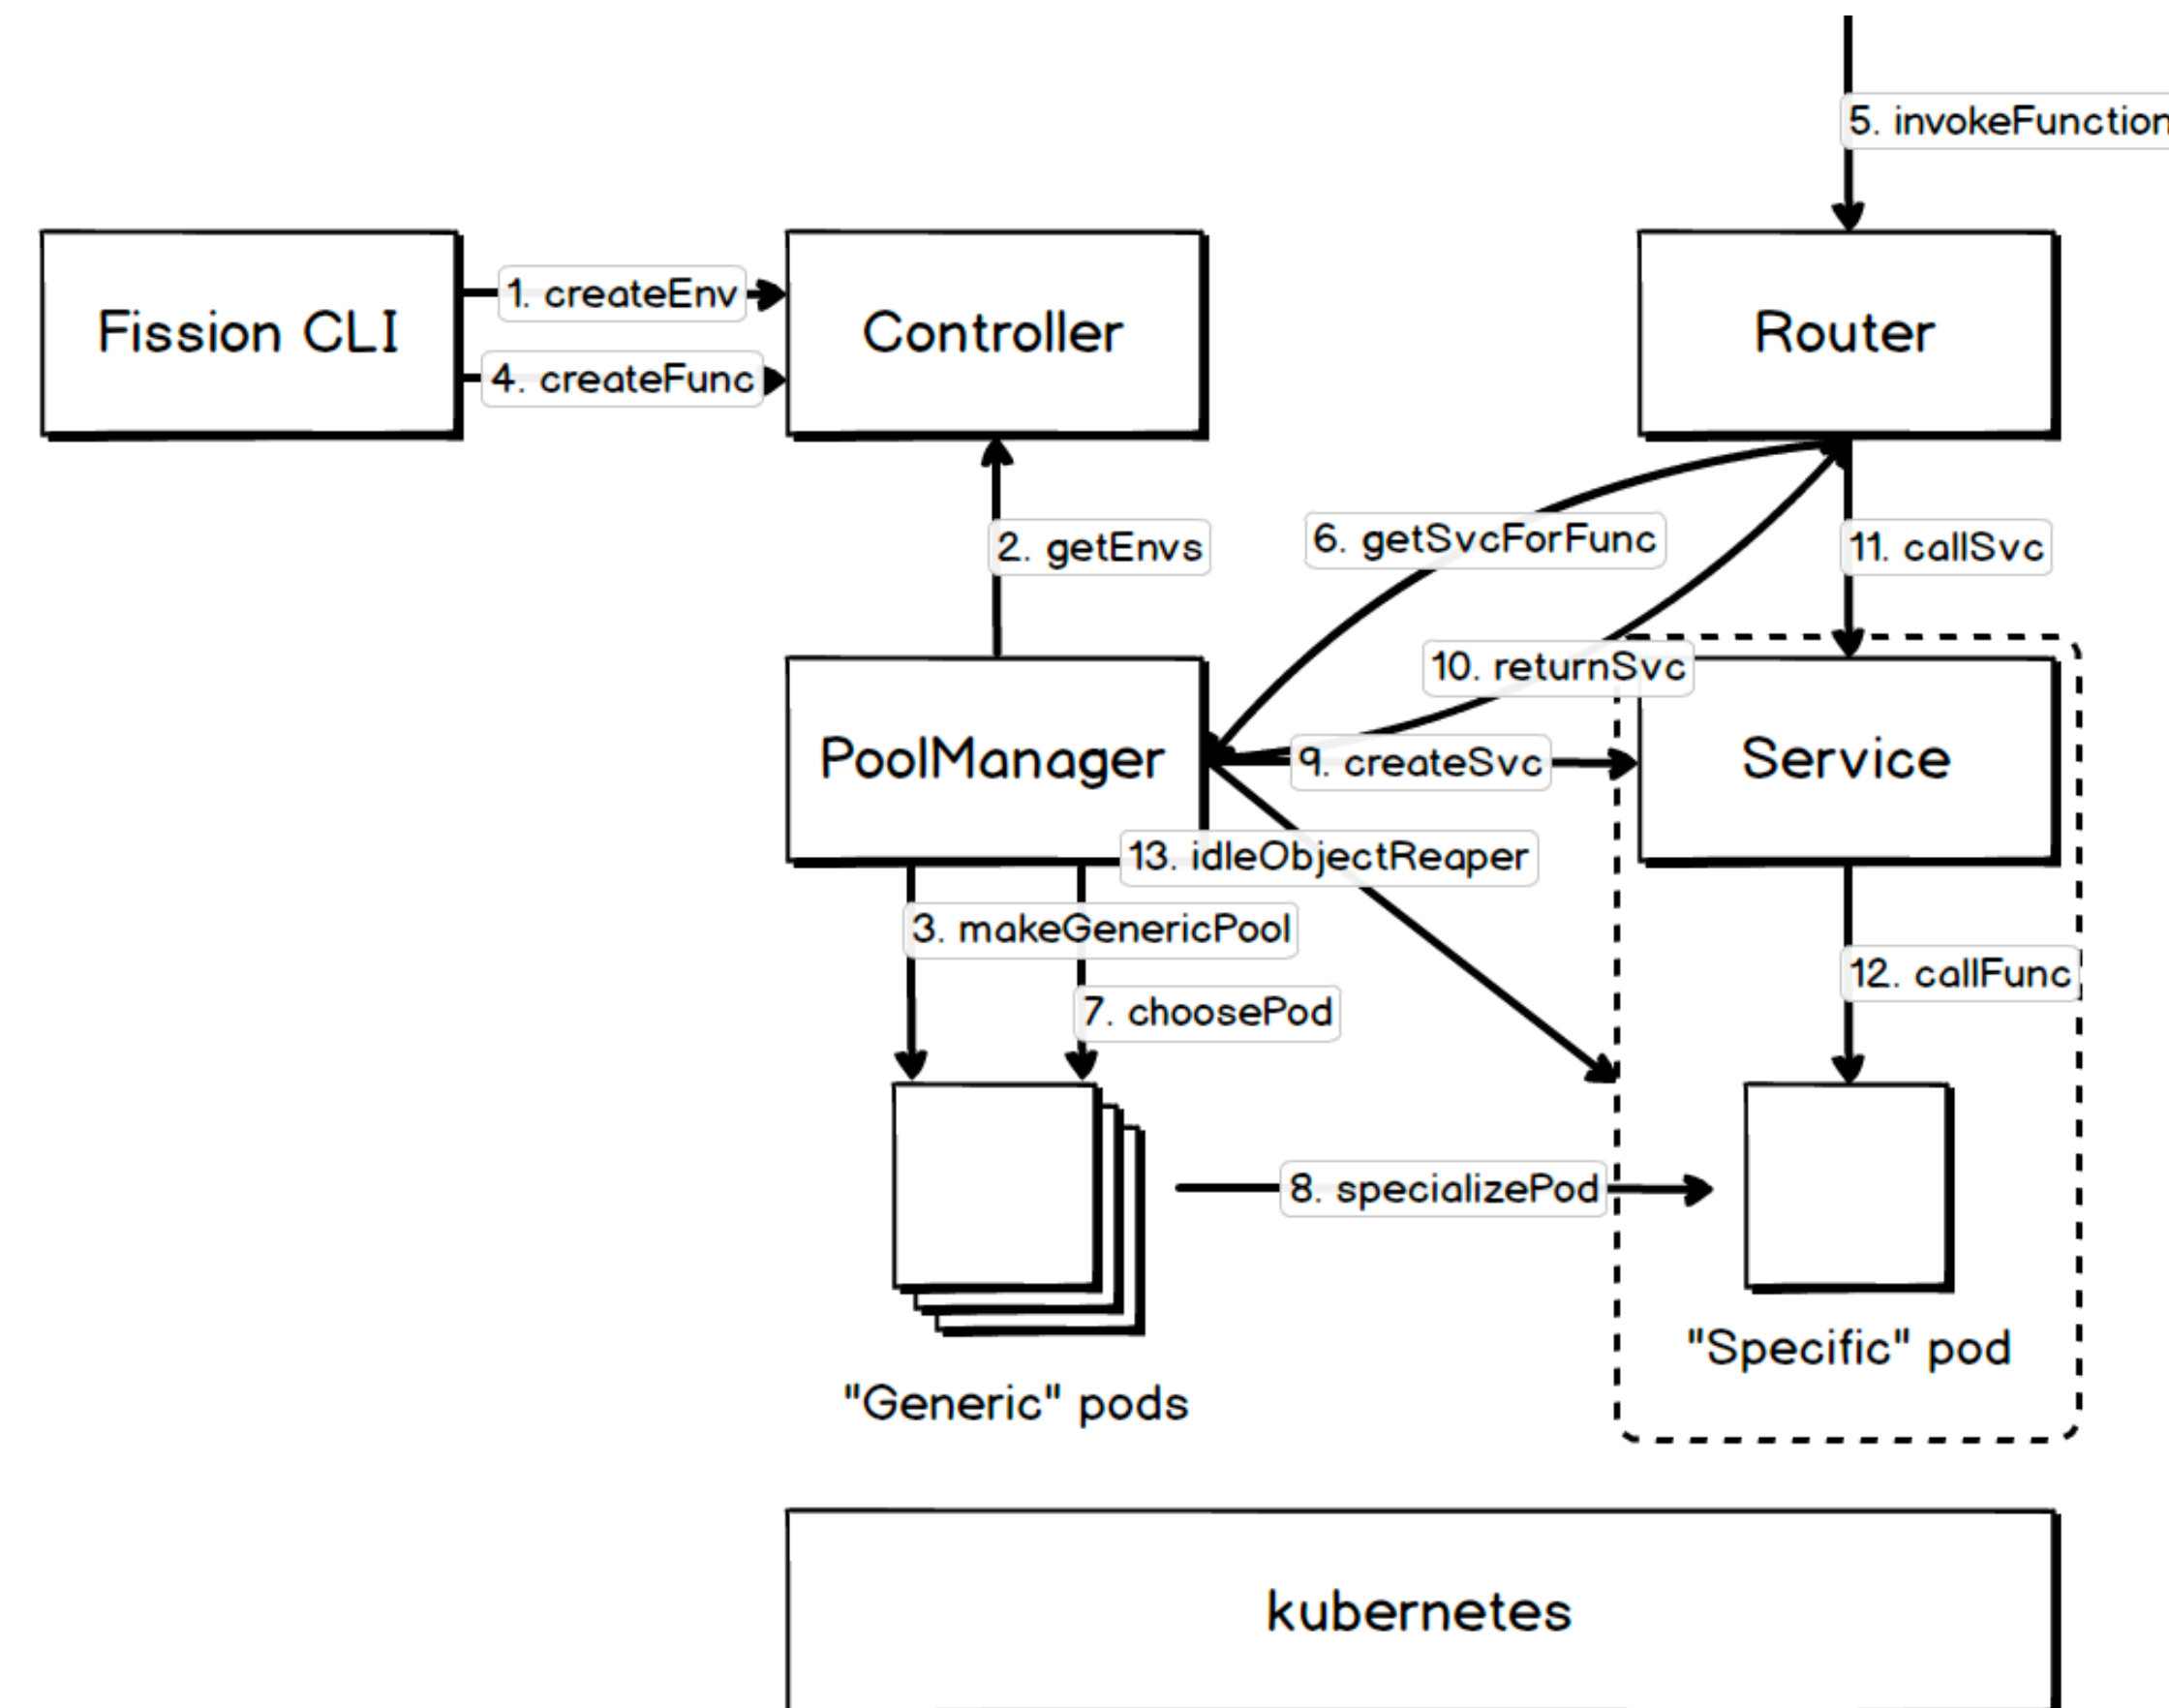 5. invokeFunction
Fission CLI
1. createEnv
4. createFunc
Controller
Router
2. getEnvs
6. getSvcForFunc
11. callSvc
10. returnSvc
PoolManager
9. createSvc
Service
13. idleObjectReaper
3. makeGenericPool
12. callFunc
7. choosePod
8. specializePod
"Specific" pod
"Generic" pods
kubernetes